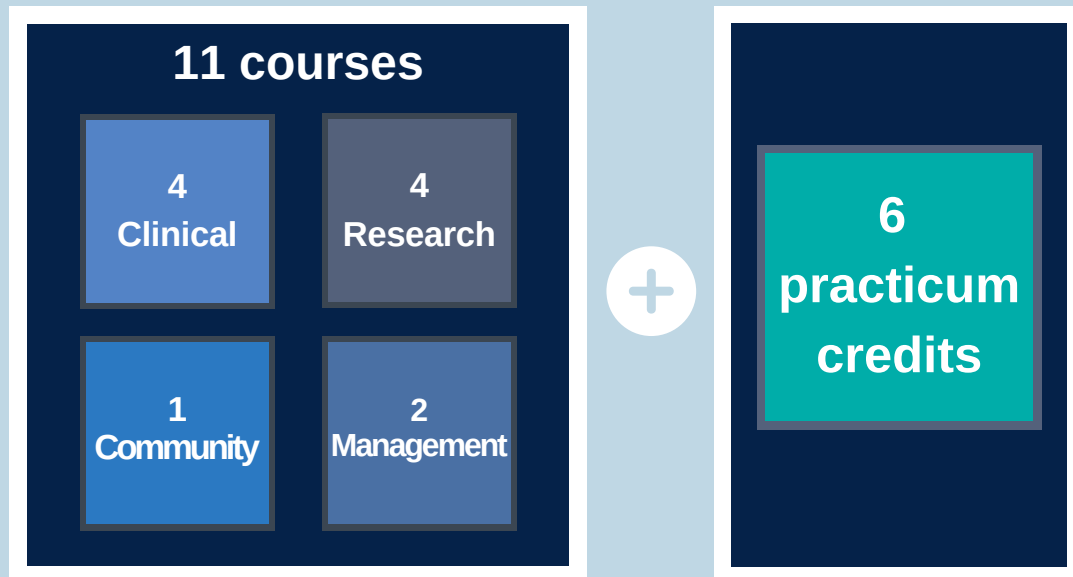 11 courses
4
Clinical
4
Research
1
Community
2
Management
6
practicum
credits